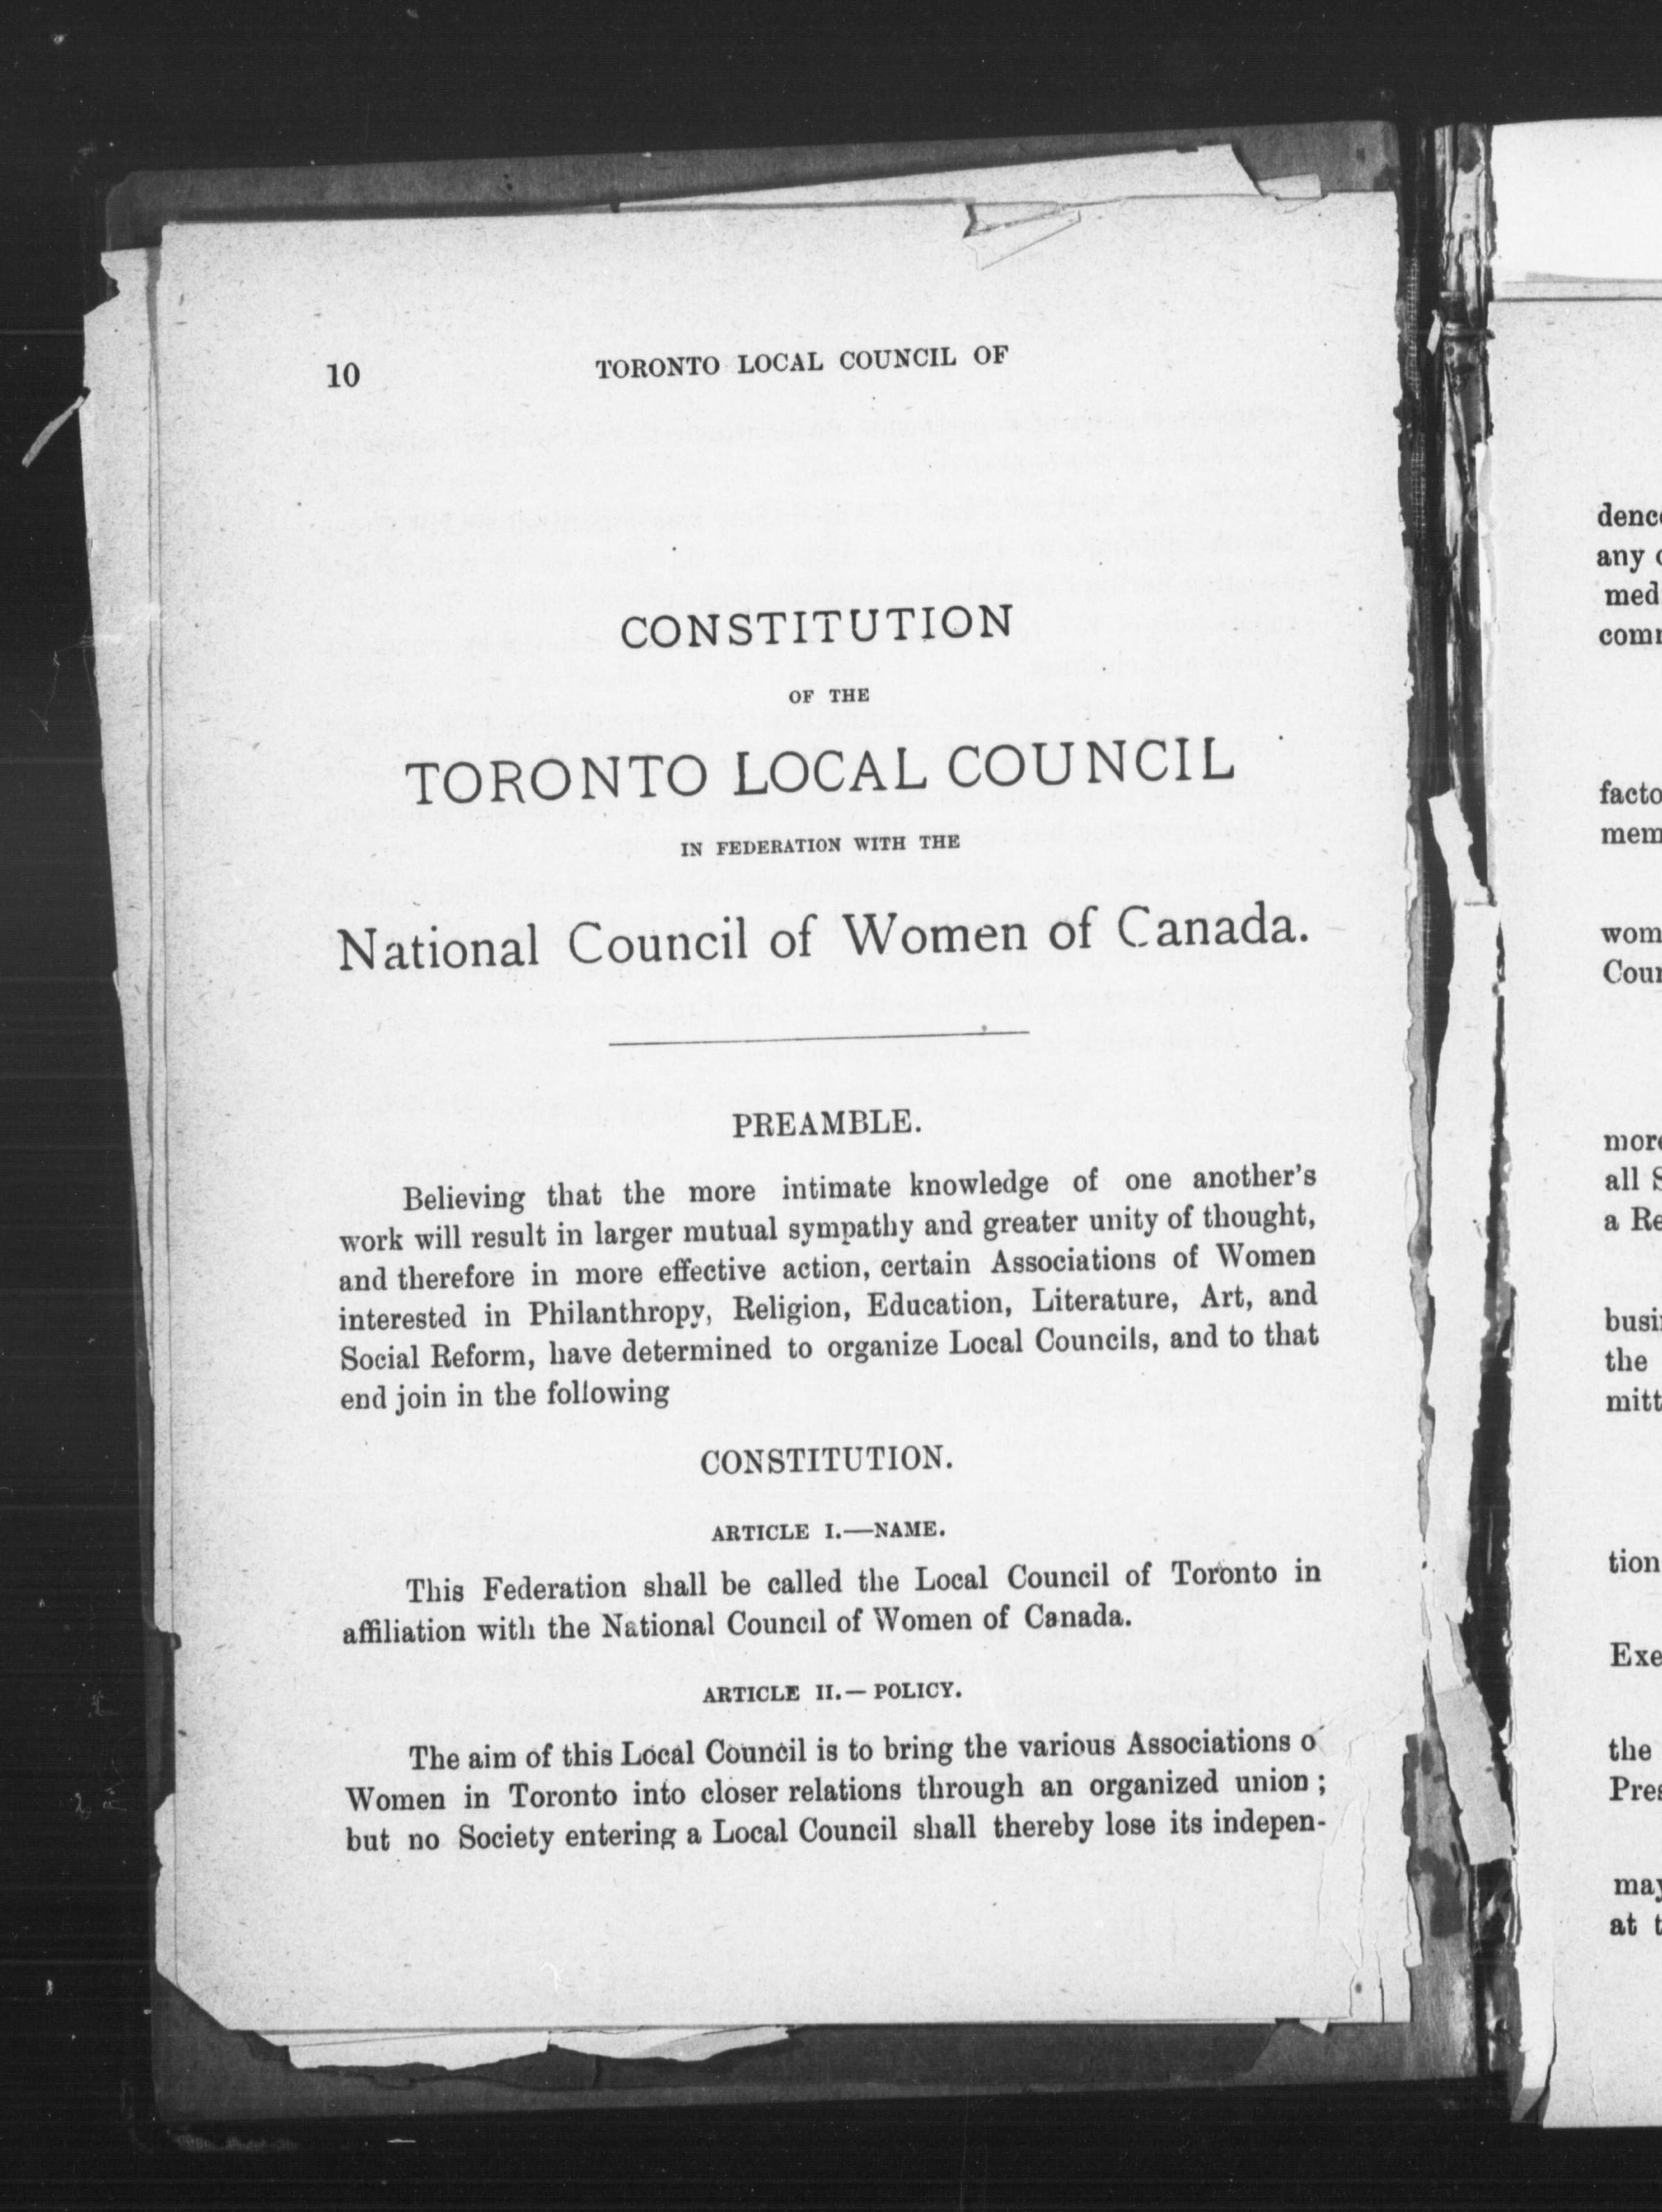 10 TORONTO LOCAL COUNCIL OF
CONSTITUTION
OF THE
TORONTO LOCAL COUNCIL
IN FEDERATION WITH THE
National Council of Women of Canada.
PREAMBLE.
Believing that the more intimate knowledge of one another's
work will result in larger mutual sympathy and greater unity of thought,
and therefore in more effective action, certain Associations of Women
interested in Philanthropy, Religion, Education, Literature, Art, and
Social Reform, have determined to organize Local Councils, and to that
end join in the following
CONSTITUTION.
ARTICLE I.—NAME.
This Federation shall be called the Local Council of Toronto in
affiliation with the National Council of Women of Canada.
ARTICLE II.—POLICY.
The aim of this Local Council is to bring the various Associations o
Women in Toronto into closer relations through an organized union ;
but no Society entering a Local Council shall thereby lose its indepen-
denc
any
med
com
facto
mem
wom
Cou
mor
all
a Re
busi
the
mitt
tion
Exe
the
Pres
may
at t